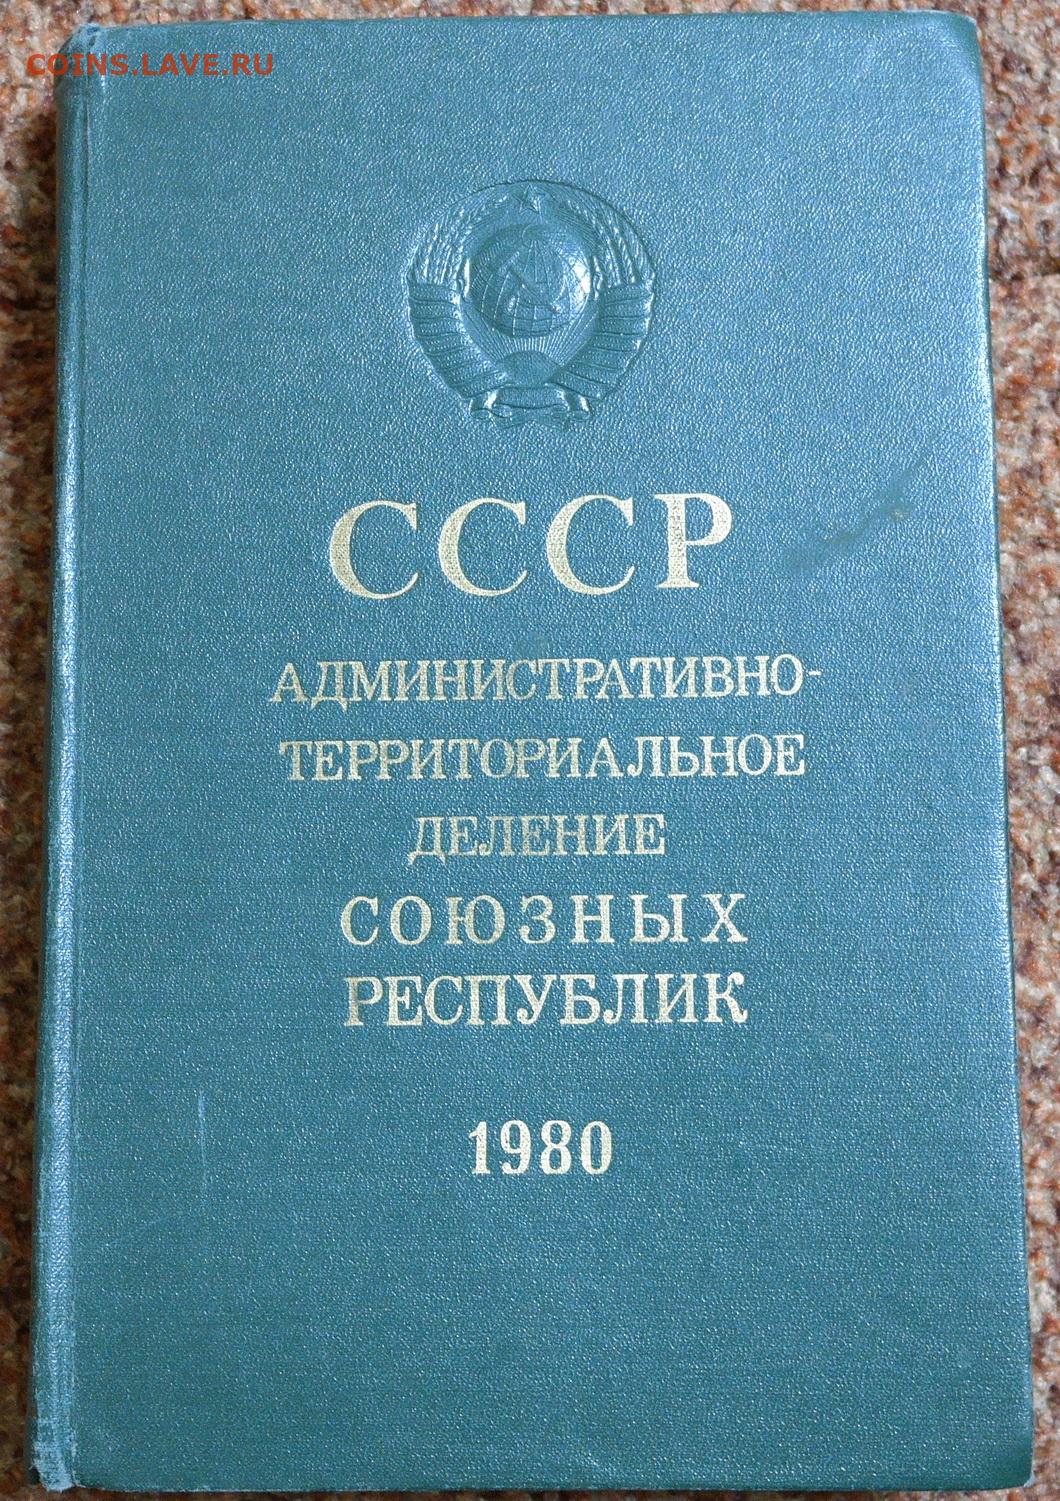 COINS.LAVE.RU
СССР
АДМИНИСТРАТИВНО-
ТЕРРИТОРИАЛЬНОЕ
ДЕЛЕНИЕ
СОЮЗНЫХ
РЕСПУБЛИК
1980